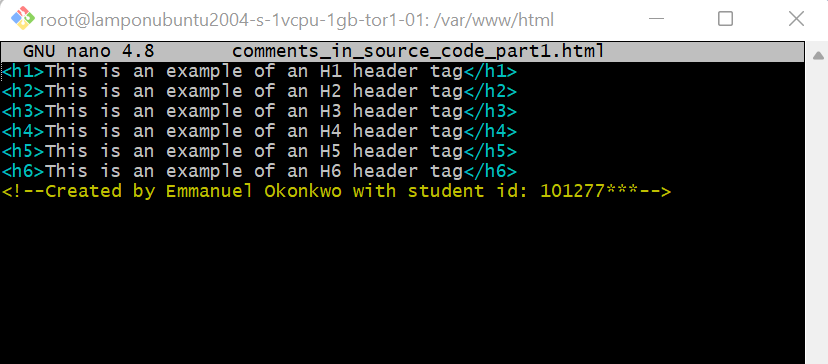 root@lamponubuntu2004-s-1vcpu-1gb-tor1-01: /var/www/html
GNU nano 4.8 comments_in_source_code_part1.html
<h1>This is an example of an H1 header tag</h1>
<h2>This is an example of an H2 header tag</h2>
<h3>This is an example of an H3 header tag</h3>
<h4>This is an example of an H4 header tag</h4>
<h5>This is an example of an H5 header tag</h5>
<h6>This is an example of an H6 header tag</h6>
<!--Created by Emmanuel Okonkwo with student id: 101277***-->